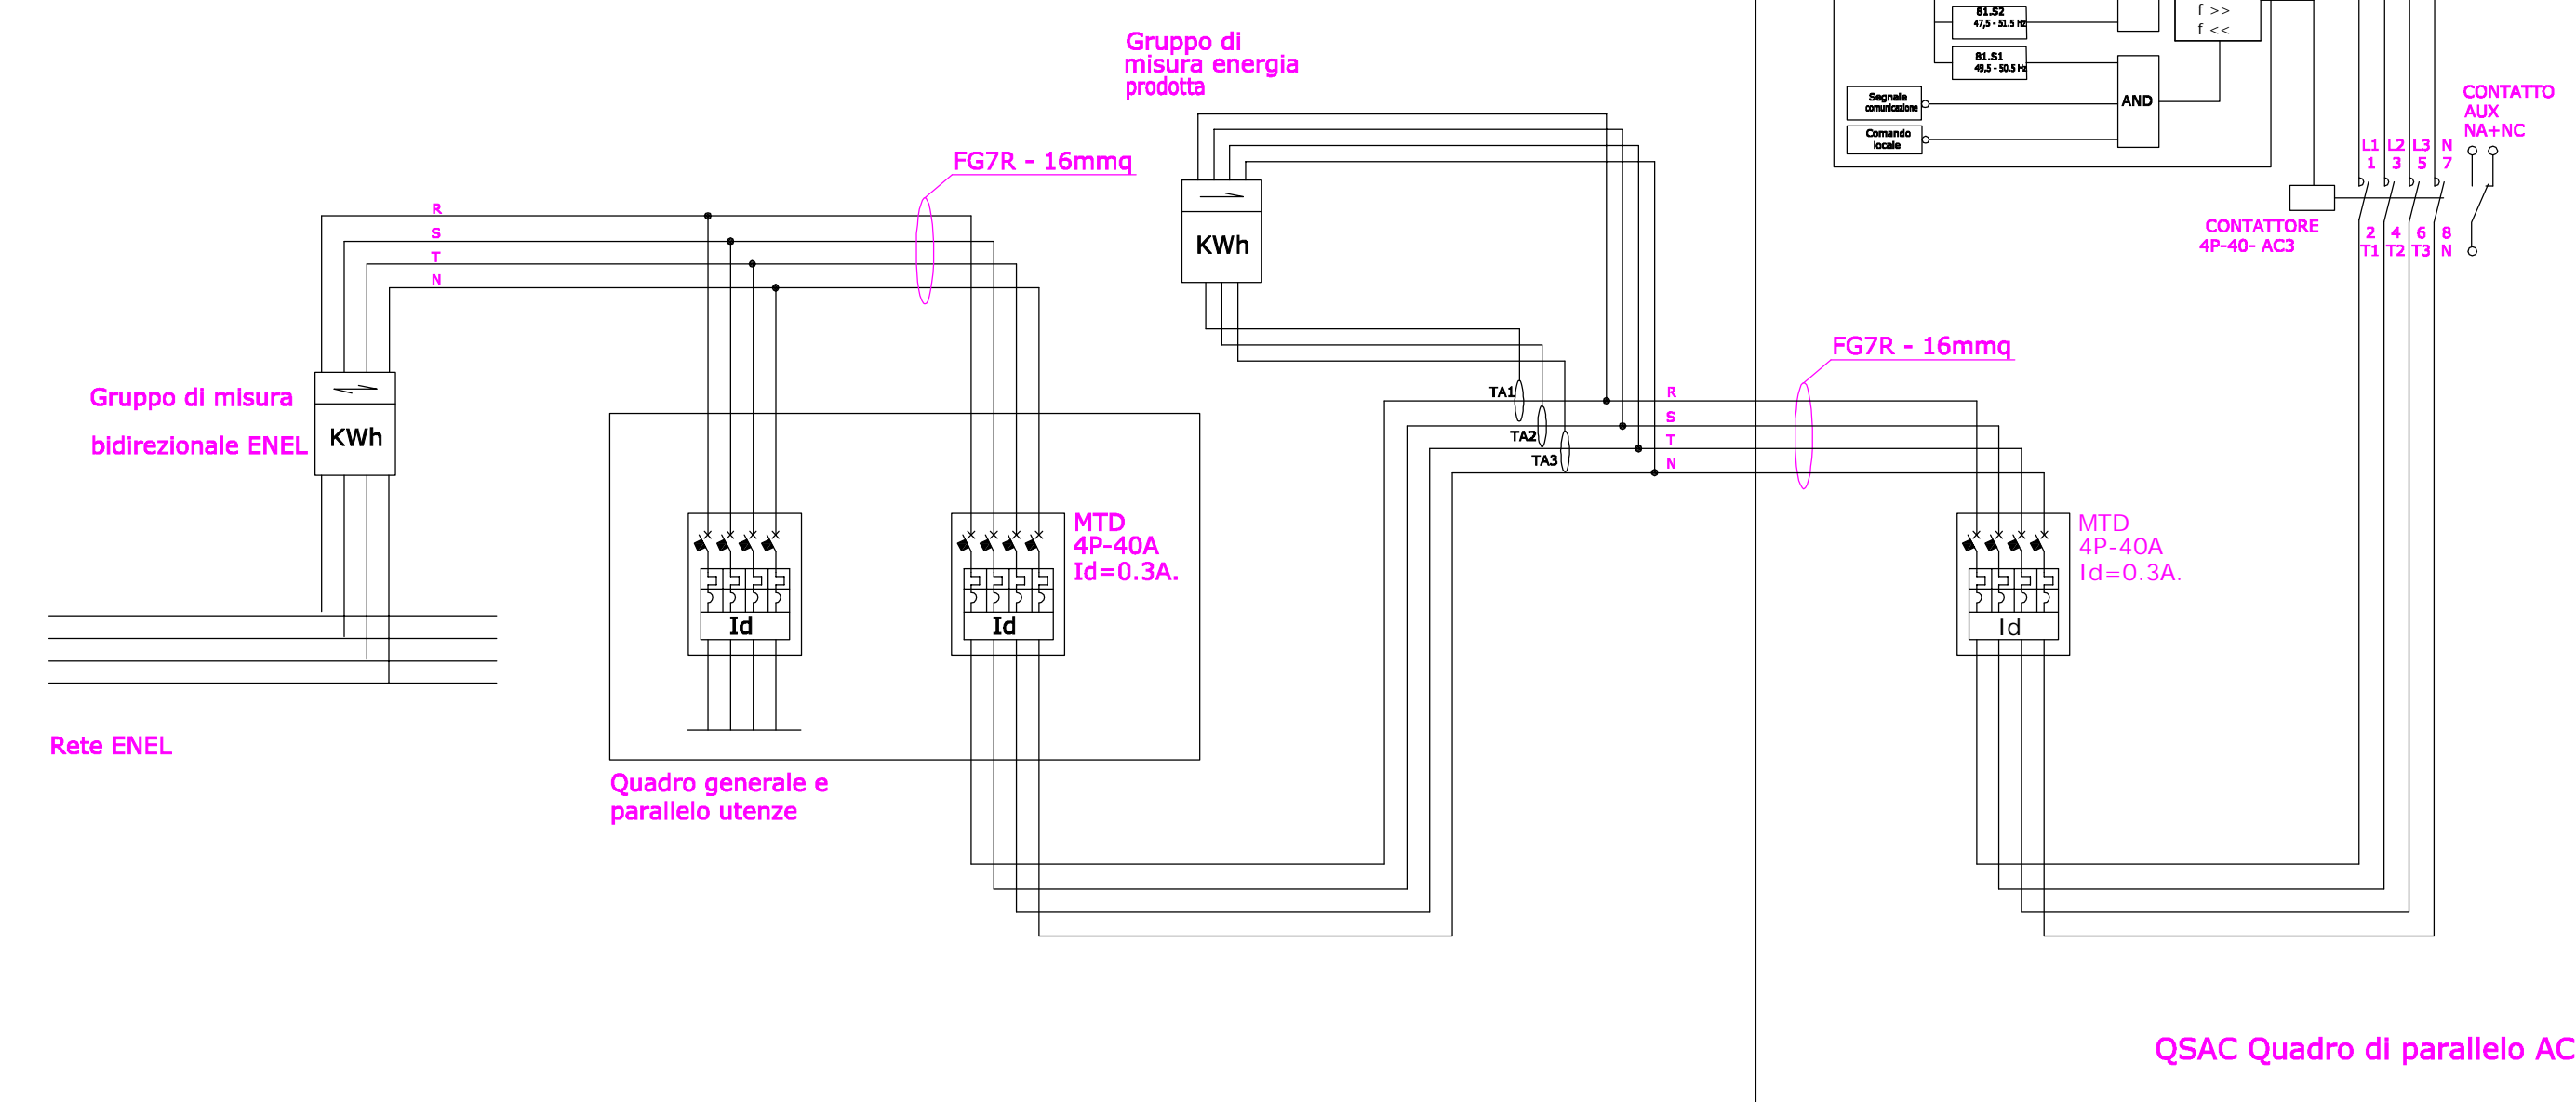 Gruppo di
misura energia
prodotta
FG7R - 16mmq
R
S
T
N
Gruppo di misura
bidirezionale ENEL
KWh
Rete ENEL
Id
Id
MTD
4P-40A
Id=0.3A.
Quadro generale e
parallelo utenze
KWh
TA1
TA2
TA3
R
S
T
N
FG7R - 16mmq
81.S2
47,5 - 51.5 Hz
81.S1
49,5 - 50.5 Hz
Segnale
comunicazione
Comando
locale
AND
f >>
f <<
CONTATTO
AUX
NA+NC
L1 L2 L3 N
1 3 5 7
CONTATTORE
4P-40- AC3
2 4 6 8
T1 T2 T3 N
MTD
4P-40A
Id=0.3A.
Id
QSAC Quadro di parallelo AC